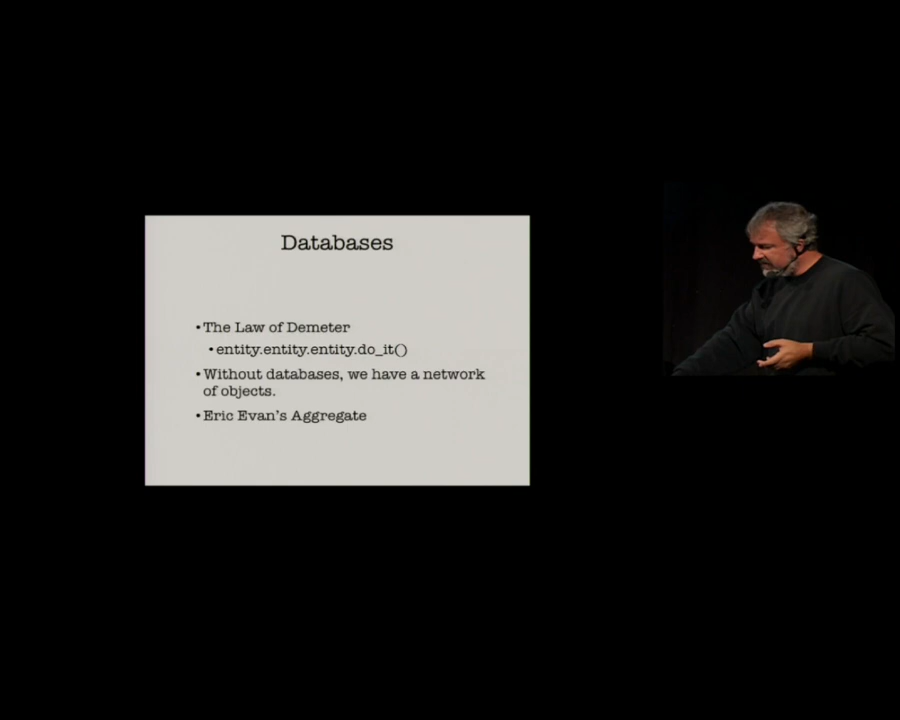 Databases
•The Law of Demeter
•entity.entity.entity.do_it()
•Without databases, we have a network
of objects.
•Eric Evan's Aggregate